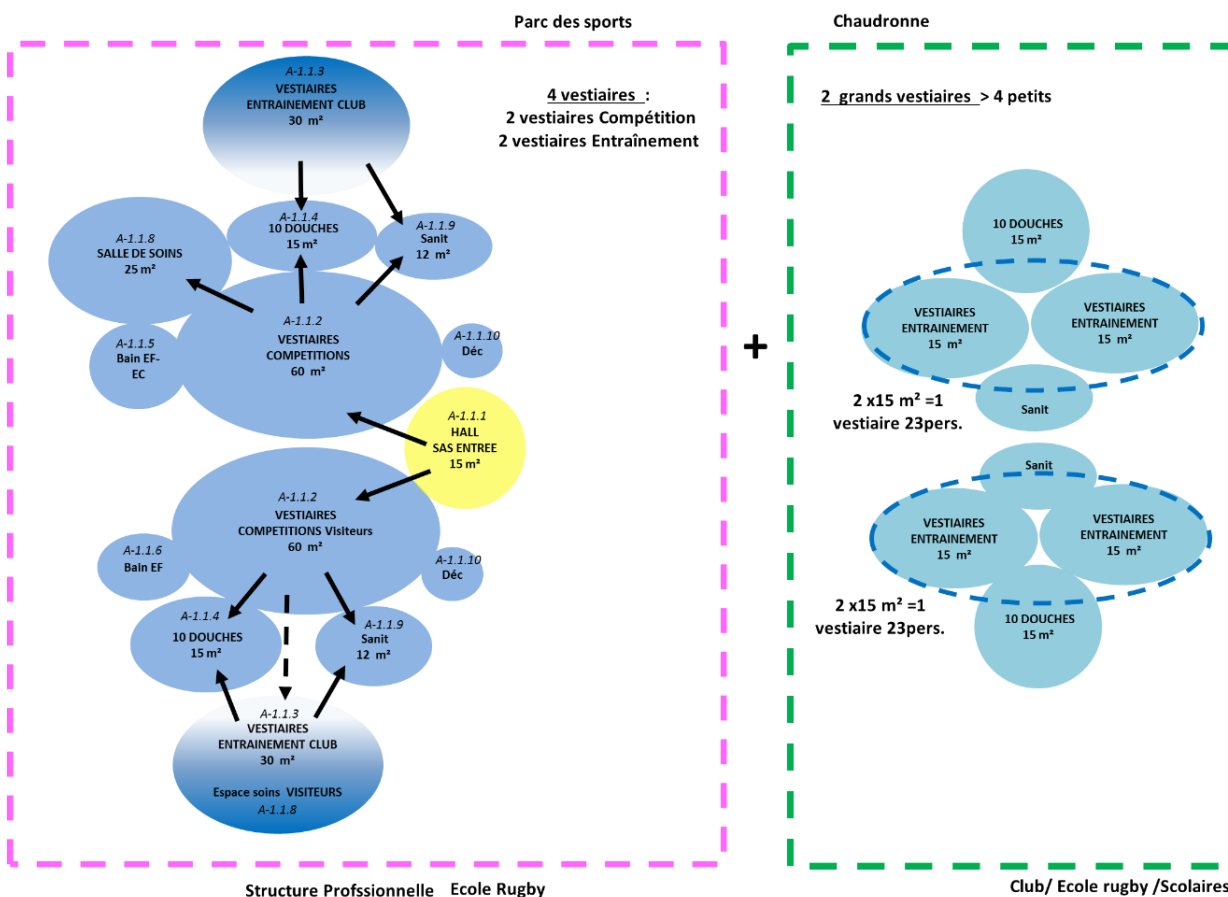 Parc des sports
Chaudronne
A-1.1.3
VESTIAIRES
ENTRAINEMENT CLUB
30 m²
4 vestiaires :
2 vestiaires Compétition
2 vestiaires Entraînement
2 grands vestiaires > 4 petits
A-1.1.8
SALLE DE SOINS
25 m²
A-1.1.4
10 DOUCHES
15 m²
A-1.1.9
Sanit
12 m²
A-1.1.5
Bain EF-
EC
A-1.1.2
VESTIAIRES
COMPETITIONS
60 m²
A-1.1.10
Déc
A-1.1.1
HALL
SAS ENTREE
15 m²
A-1.1.2
VESTIAIRES
COMPETITIONS Visiteurs
60 m²
A-1.1.6
Bain EF
A-1.1.10
Déc
A-1.1.4
10 DOUCHES
15 m²
A-1.1.9
Sanit
12 m²
A-1.1.3
VESTIAIRES
ENTRAINEMENT CLUB
30 m²
Espace soins VISITEURS
A-1.1.8
+
10 DOUCHES
15 m²
VESTIAIRES
ENTRAINEMENT
15 m²
VESTIAIRES
ENTRAINEMENT
15 m²
2 x15 m² =1
vestiaire 23pers.
Sanit
Sanit
VESTIAIRES
ENTRAINEMENT
15 m²
VESTIAIRES
ENTRAINEMENT
15 m²
2 x15 m² =1
vestiaire 23pers.
10 DOUCHES
15 m²
Structure Profssionnelle Ecole Rugby
Club/ Ecole rugby /Scolaires